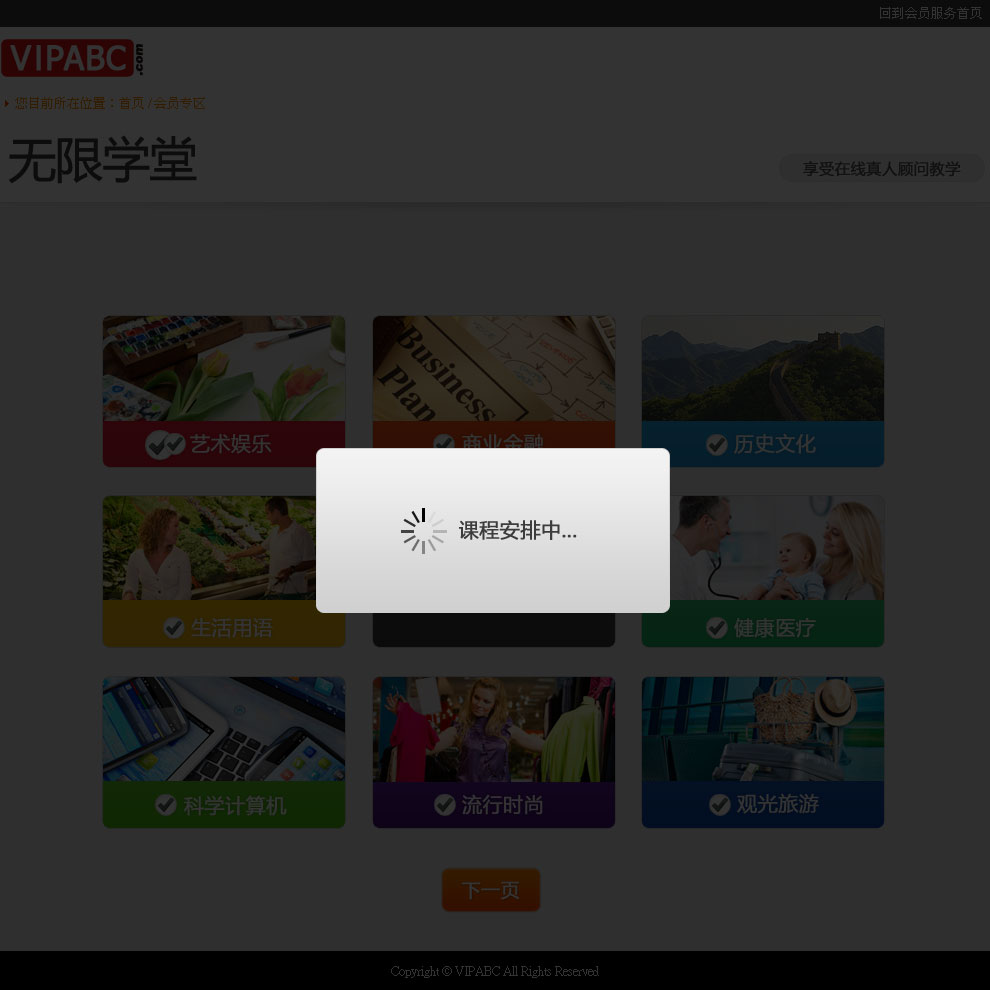 回到会员服务首页
VIPABC.com
您目前所在位置：首页 / 会员专区
无限学堂
享受在线真人顾问教学
Business
Plan
艺术娱乐
商业金融
历史文化
课程安排中...
生活用语
健康医疗
科学计算机
流行时尚
观光旅游
下一页
Copyright © VIPABC All Rights Reserved